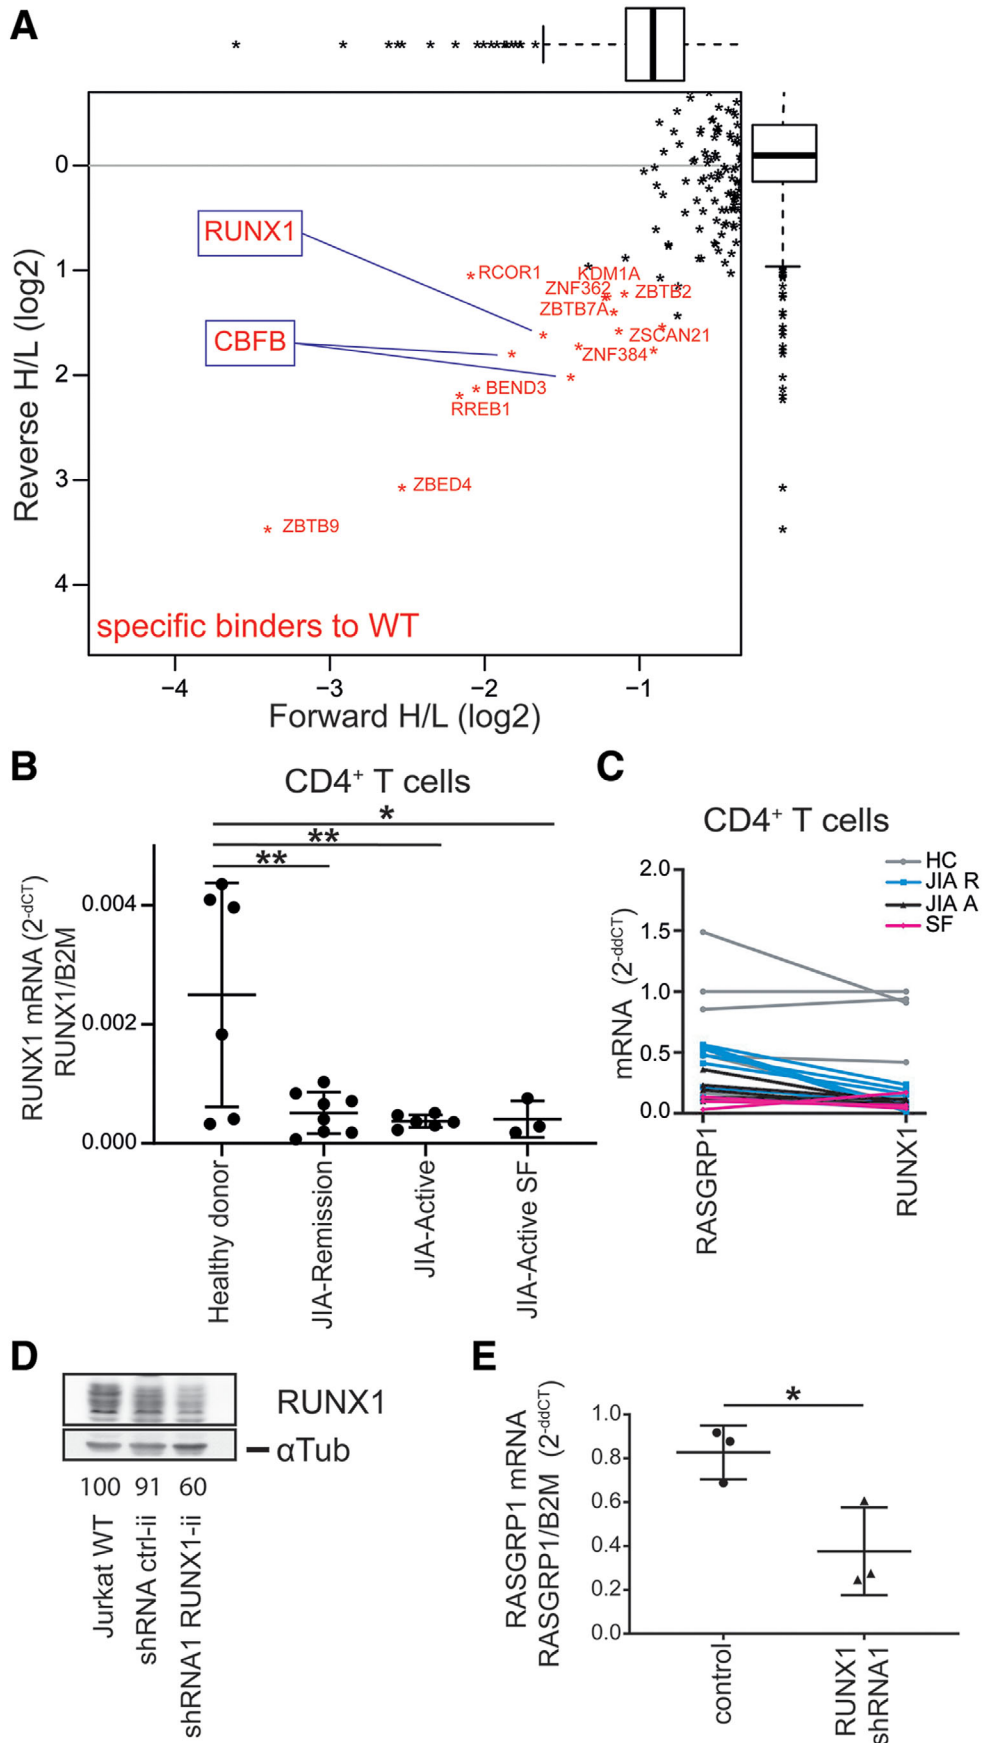 A
Reverse H/L (log2)
0
1
2
3
4
RUNX1
CBFB
RCOR1
KDM1A
ZNF362
ZBTB2
ZBTB7A
ZSCAN21
ZNF384
BEND3
RREB1
ZBED4
ZBTB9
specific binders to WT
−4
−3
−2
−1
Forward H/L (log2)
B
CD4+ T cells
*
**
**
RUNX1 mRNA (2-dCT)
RUNX1/B2M
0.004
0.002
0.000
Healthy donor
JIA-Remission
JIA-Active
JIA-Active SF
C
CD4+ T cells
HC
JIA R
JIA A
SF
mRNA (2-ddCT)
2.0
1.5
1.0
0.5
0.0
RASGRP1
RUNX1
D
RUNX1
αTub
100 91 60
Jurkat WT
shRNA ctrl-ii
shRNA1 RUNX1-ii
E
*
RASGRP1 mRNA
RASGRP1/B2M (2-ddCT)
1.0
0.8
0.6
0.4
0.2
0.0
control
RUNX1
shRNA1